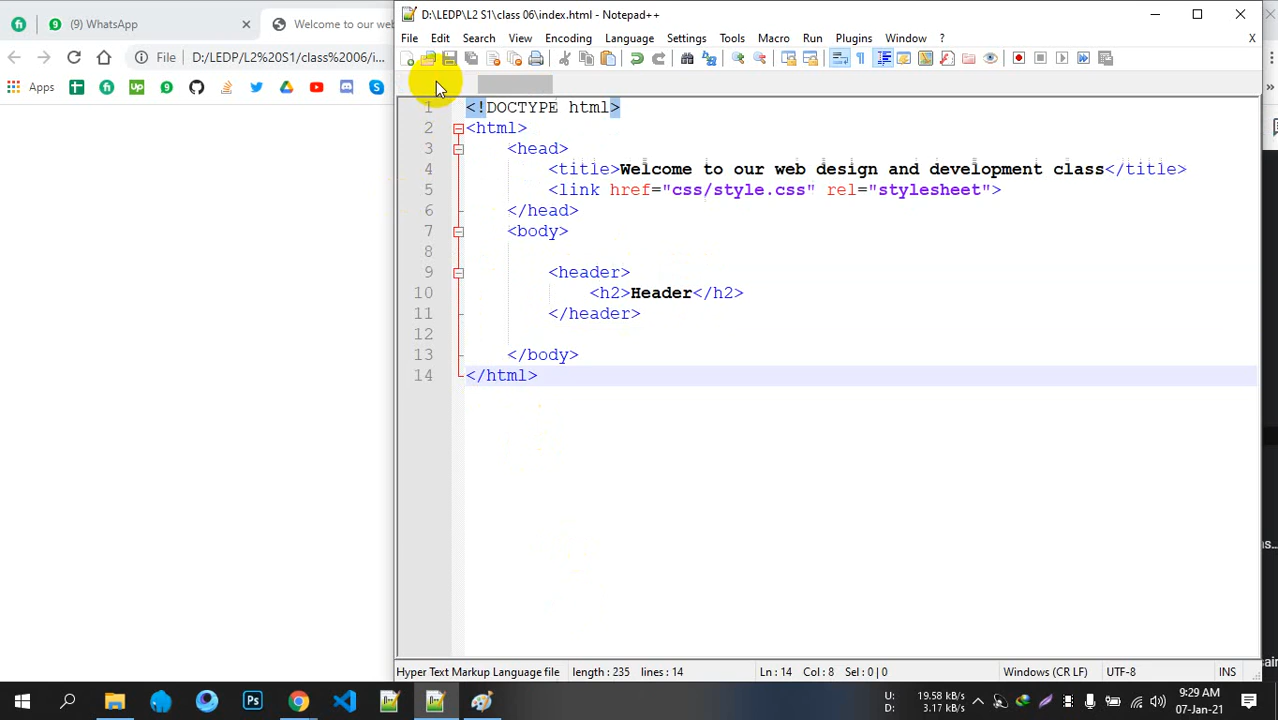 (9) WhatsApp
Welcome to our we
D:\LEDP\L2 S1\class 06\index.html - Notepad++
File Edit Search View Encoding Language Settings Tools Macro Run Plugins Window ? X
File D:/LEDP/L2%20S1/class%2006/i...
Apps
1 <!DOCTYPE html>
2 <html>
3 <head>
4 <title>Welcome to our web design and development class</title>
5 <link href="css/style.css" rel="stylesheet">
6 </head>
7 <body>
8
9 <header>
10 <h2>Header</h2>
11 </header>
12
13 </body>
14 </html>
Hyper Text Markup Language file length : 235 lines : 14 Ln : 14 Col : 8 Sel : 0 | 0 Windows (CR LF) UTF-8 INS
U: 19.58 kB/s
D: 3.17 kB/s
9:29 AM
07-Jan-21